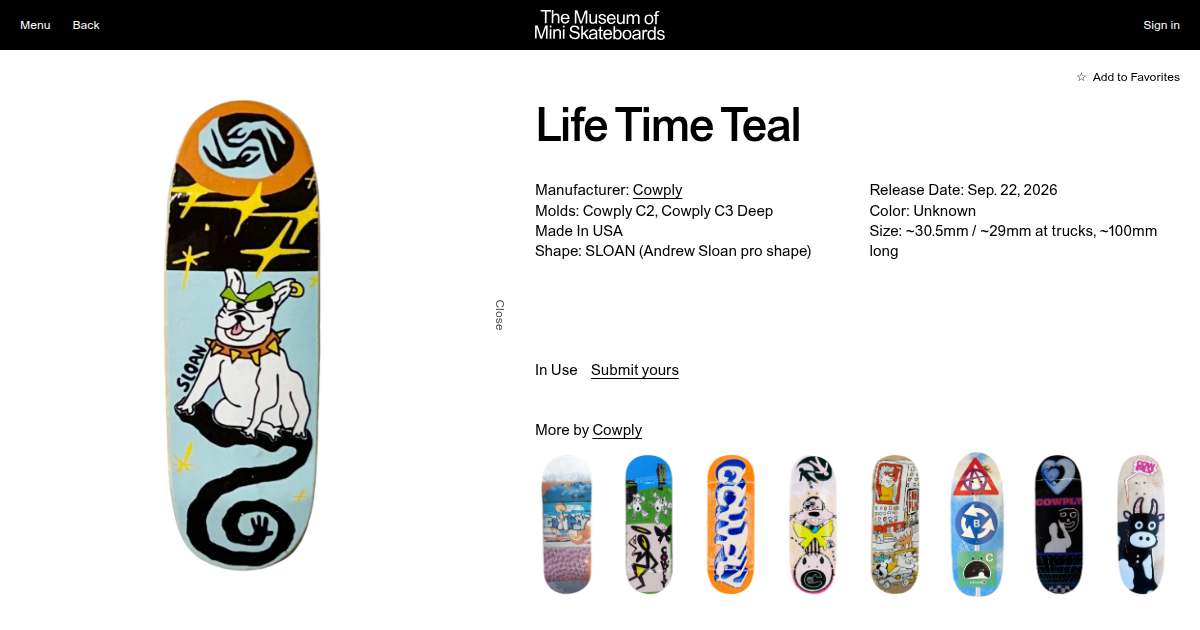 Menu
Back
The Museum of
Mini Skateboards
Sign in
☆ Add to Favorites
Life Time Teal
Manufacturer: Cowply
Molds: Cowply C2, Cowply C3 Deep
Made In USA
Shape: SLOAN (Andrew Sloan pro shape)
Release Date: Sep. 22, 2026
Color: Unknown
Size: ~30.5mm / ~29mm at trucks, ~100mm
long
SLOAN
Close
In Use Submit yours
More by Cowply
COWPLY
B
C
COWPLY